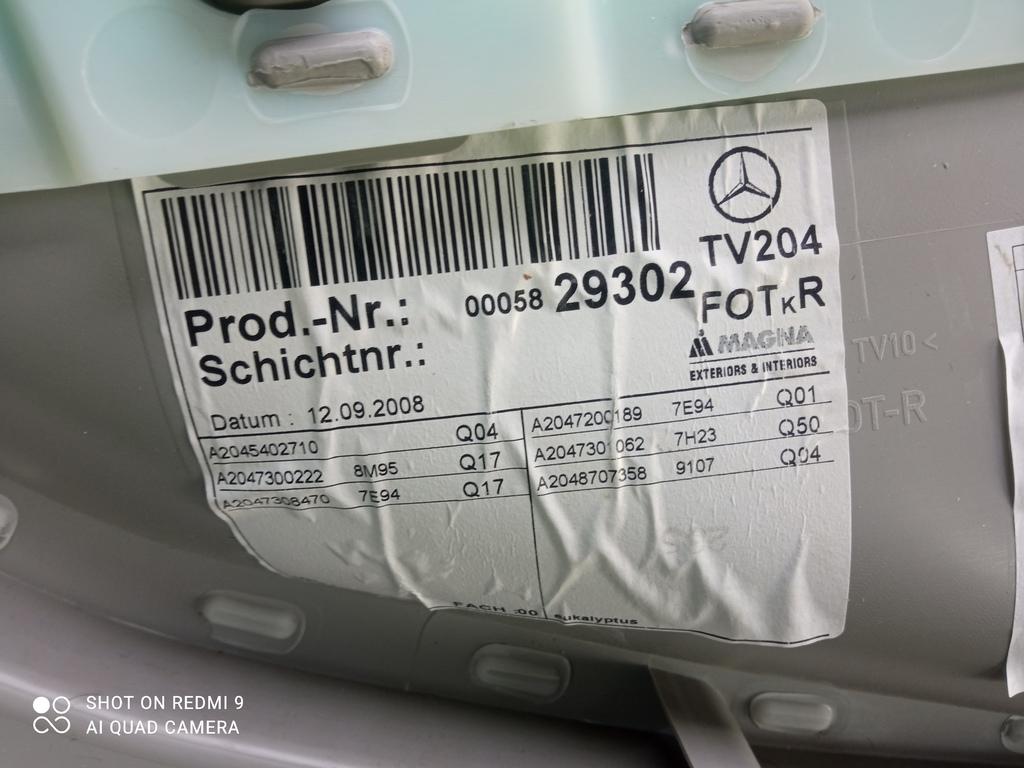 TV204
Prod.-Nr.: 00058 29302 FOTKR
Schichtnr.:
MAGNA
EXTERIORS & INTERIORS
Datum : 12.09.2008
A2045402710 Q04
A2047300222 8M95 Q17
A2047308470 7E94 Q17
A2047200189 7E94 Q01
A2047301062 7H23 Q50
A2048707358 9107 Q04
FACH :00
eukalyptus
TV10<
OT-R
SHOT ON REDMI 9
AI QUAD CAMERA